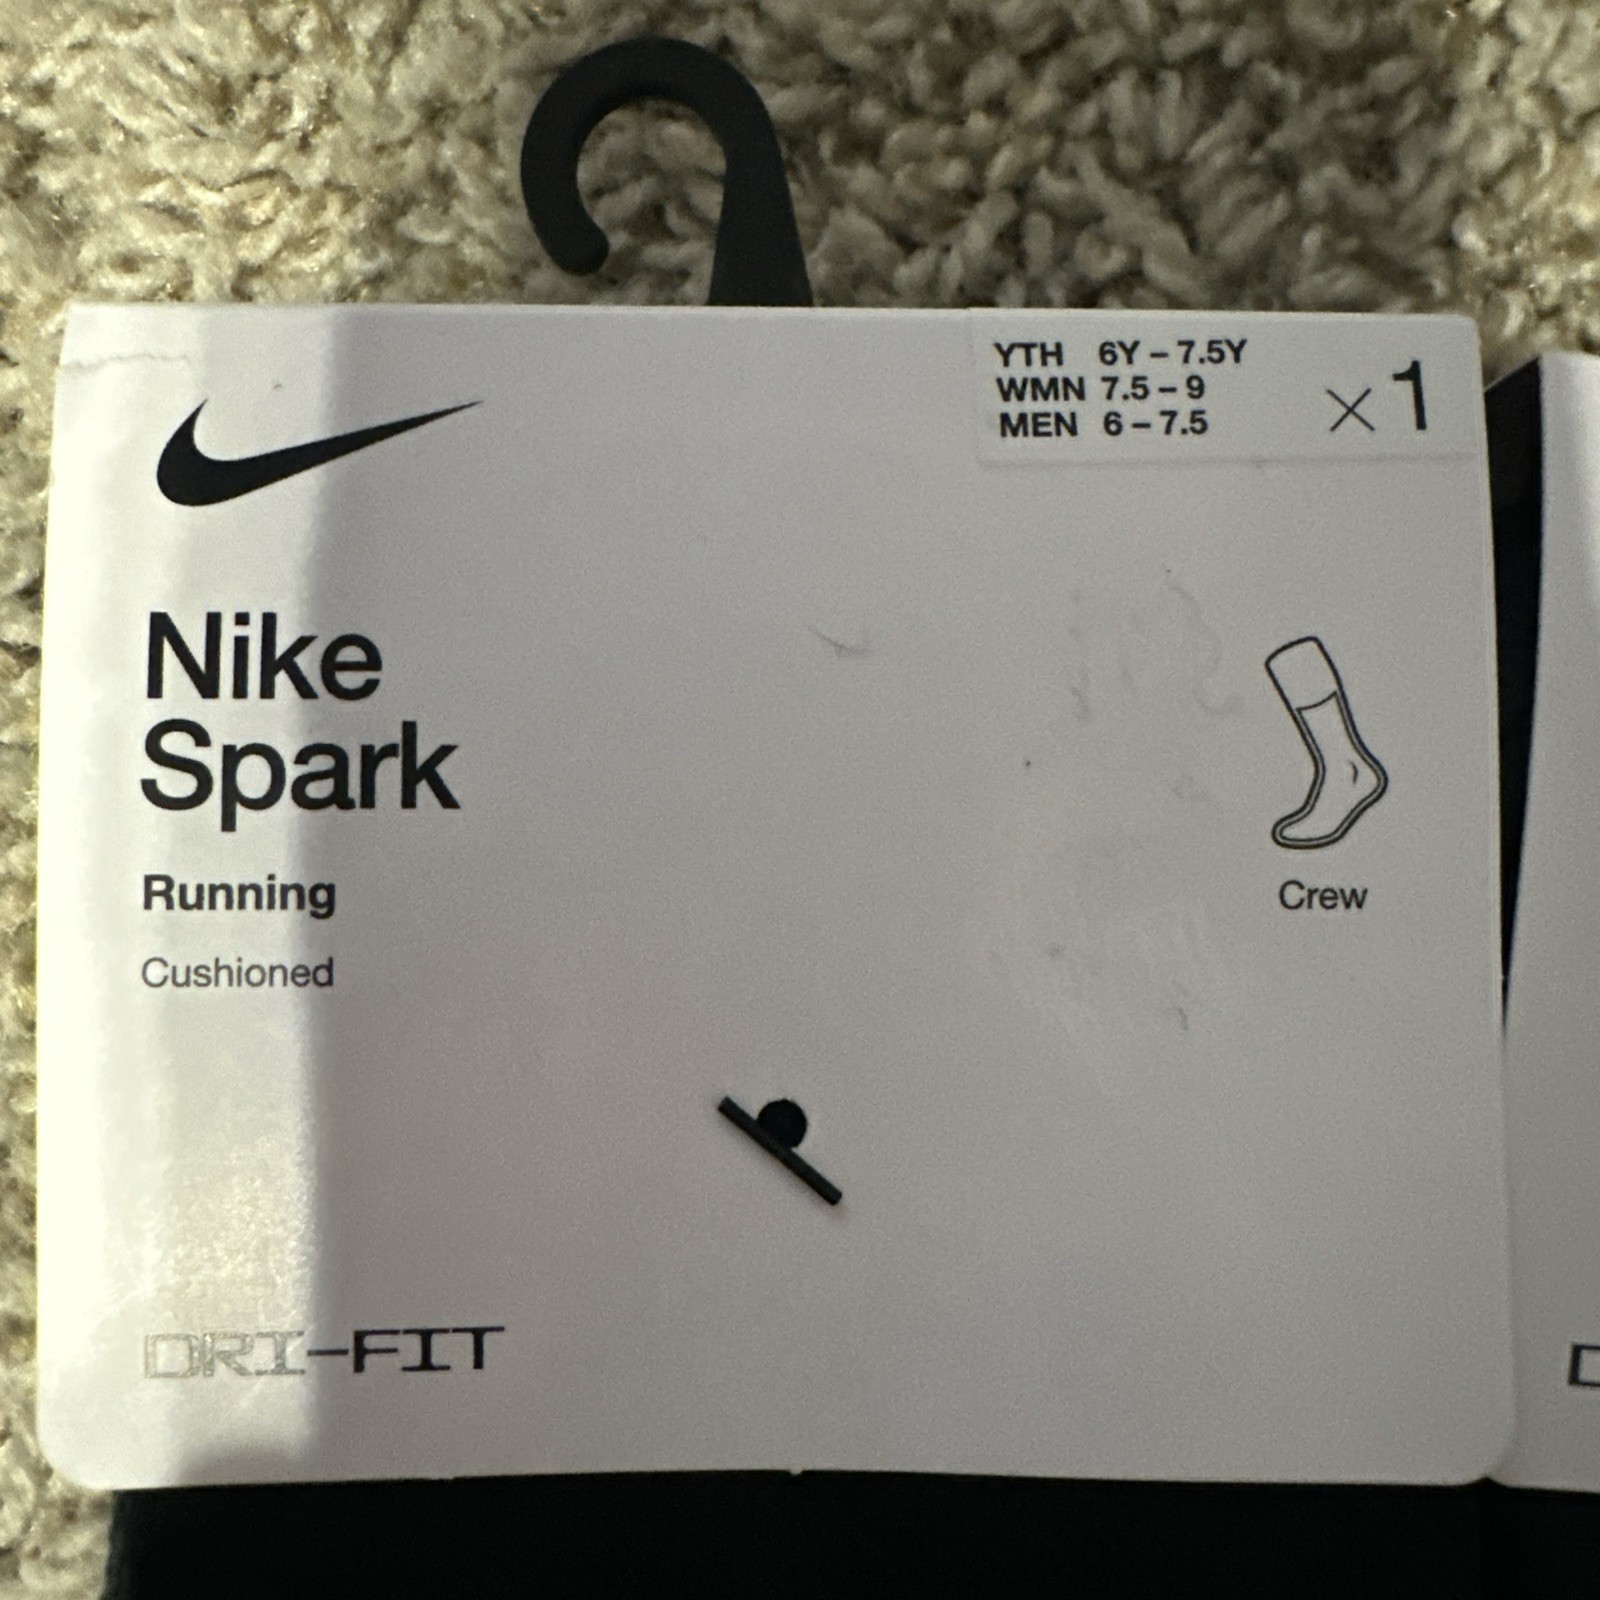 YTH 6Y – 7.5Y
WMN 7.5 – 9
MEN 6 – 7.5
×1
Nike
Spark
Running
Cushioned
Crew
DRI–FIT
D